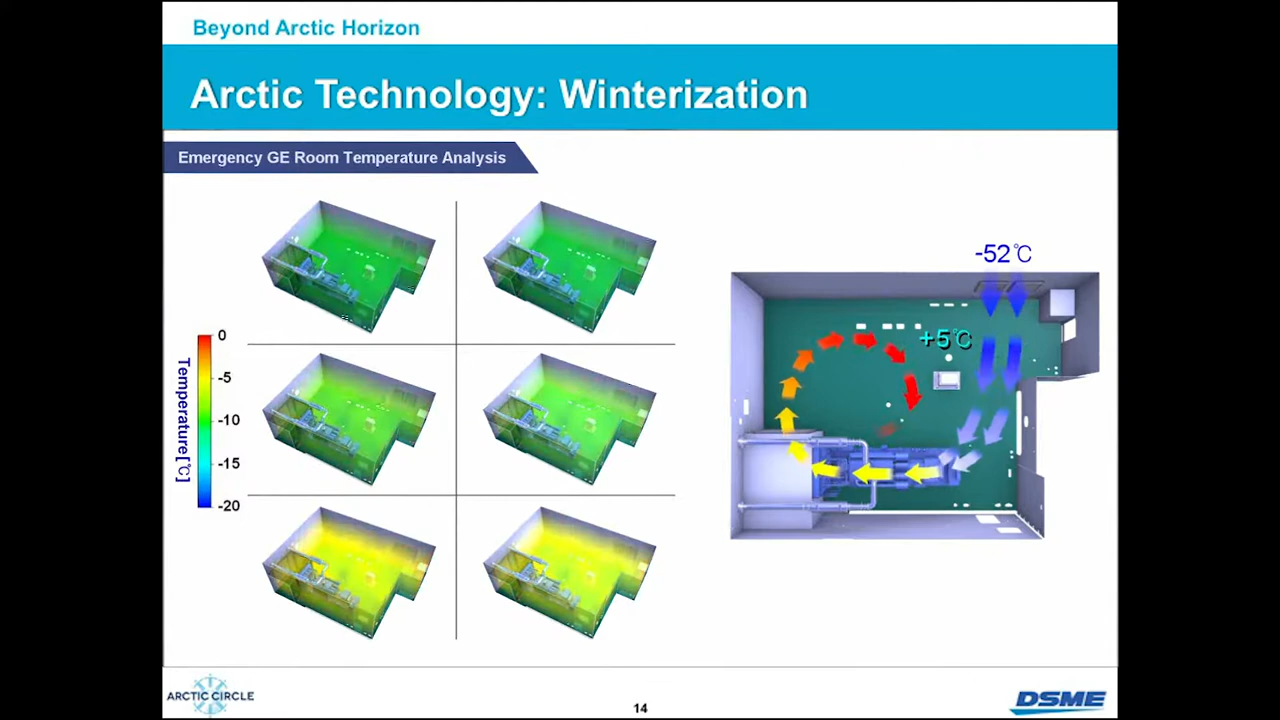 Beyond Arctic Horizon
Arctic Technology: Winterization
Emergency GE Room Temperature Analysis
-52℃
+5℃
Temperature[℃]
0
-5
-10
-15
-20
ARCTIC CIRCLE
14
DSME